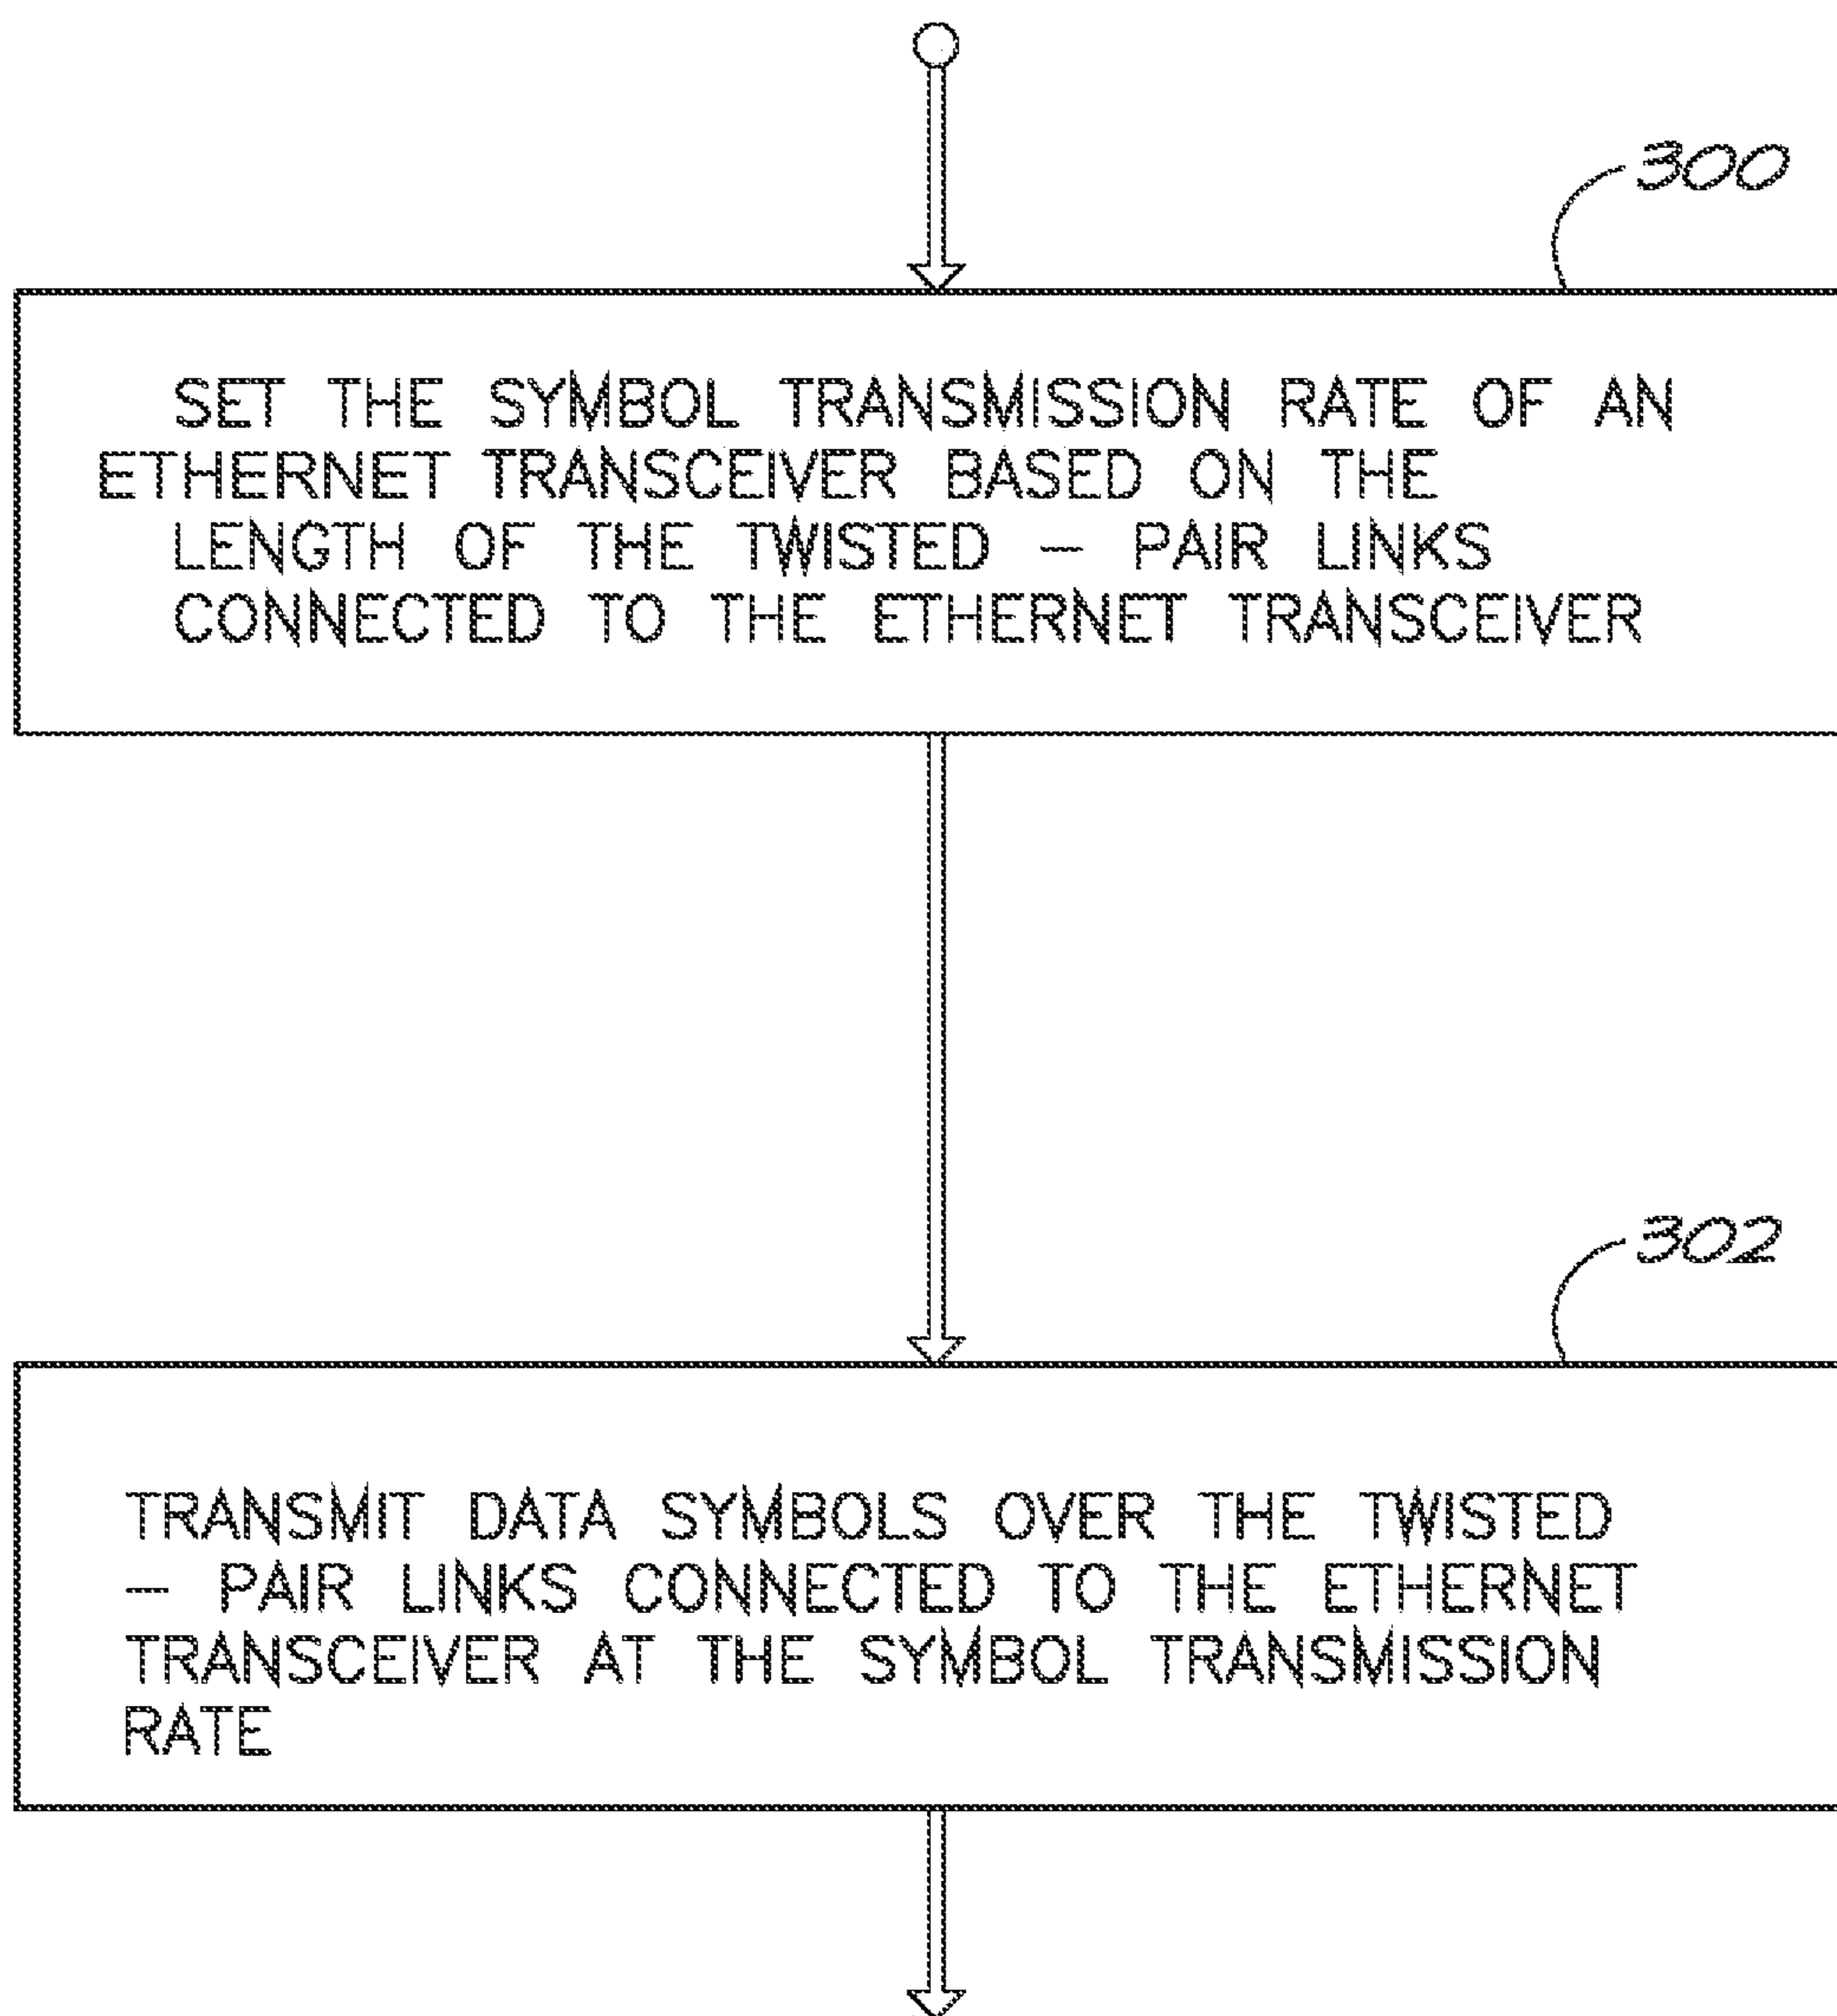 300
SET THE SYMBOL TRANSMISSION RATE OF AN
ETHERNET TRANSCEIVER BASED ON THE
LENGTH OF THE TWISTED – PAIR LINKS
CONNECTED TO THE ETHERNET TRANSCEIVER
302
TRANSMIT DATA SYMBOLS OVER THE TWISTED
– PAIR LINKS CONNECTED TO THE ETHERNET
TRANSCEIVER AT THE SYMBOL TRANSMISSION
RATE